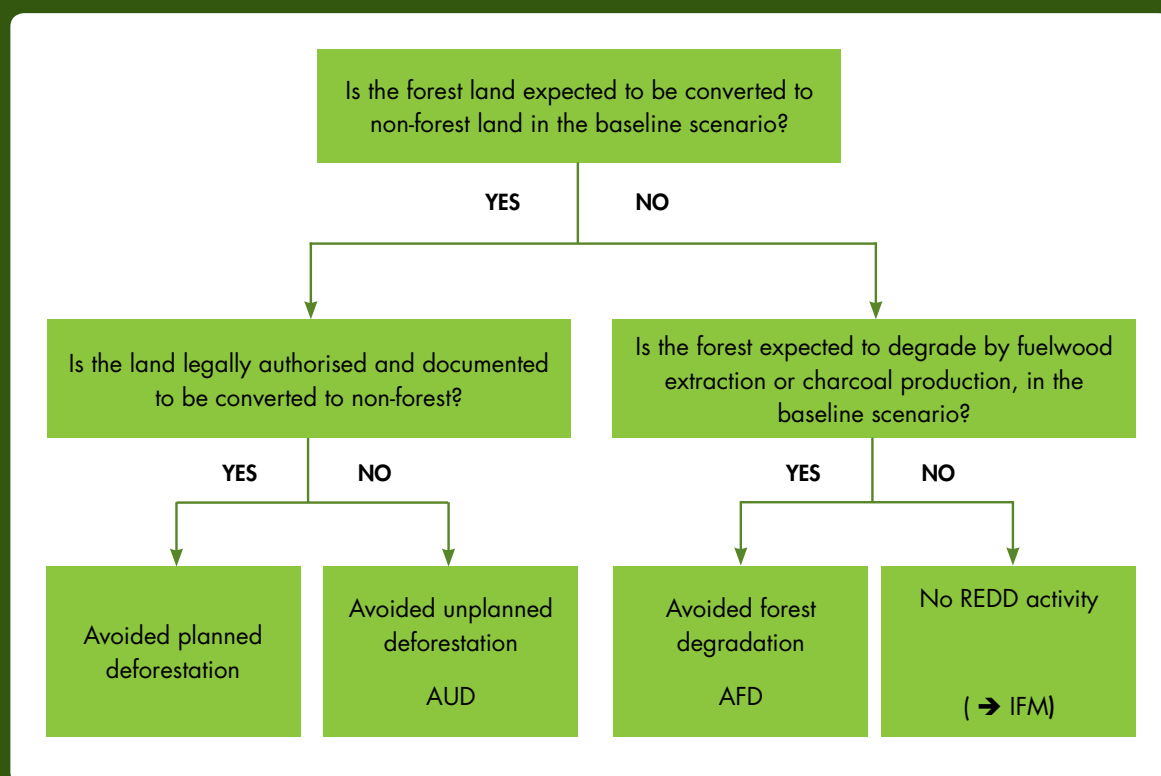 Is the forest land expected to be converted to
non-forest land in the baseline scenario?
YES
NO
Is the land legally authorised and documented
to be converted to non-forest?
Is the forest expected to degrade by fuelwood
extraction or charcoal production, in the
baseline scenario?
YES
NO
YES
NO
Avoided planned
deforestation
Avoided unplanned
deforestation
AUD
Avoided forest
degradation
AFD
No REDD activity
( ➔ IFM)